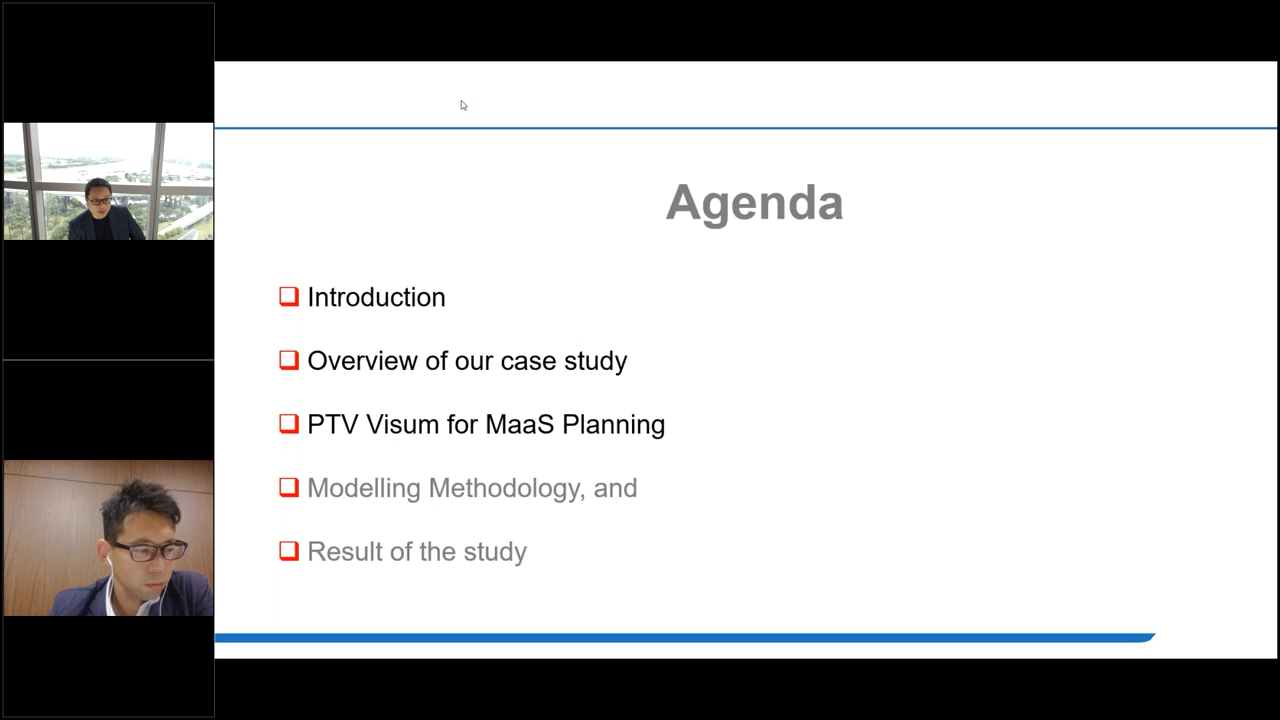 Agenda
Introduction
Overview of our case study
PTV Visum for MaaS Planning
Modelling Methodology, and
Result of the study